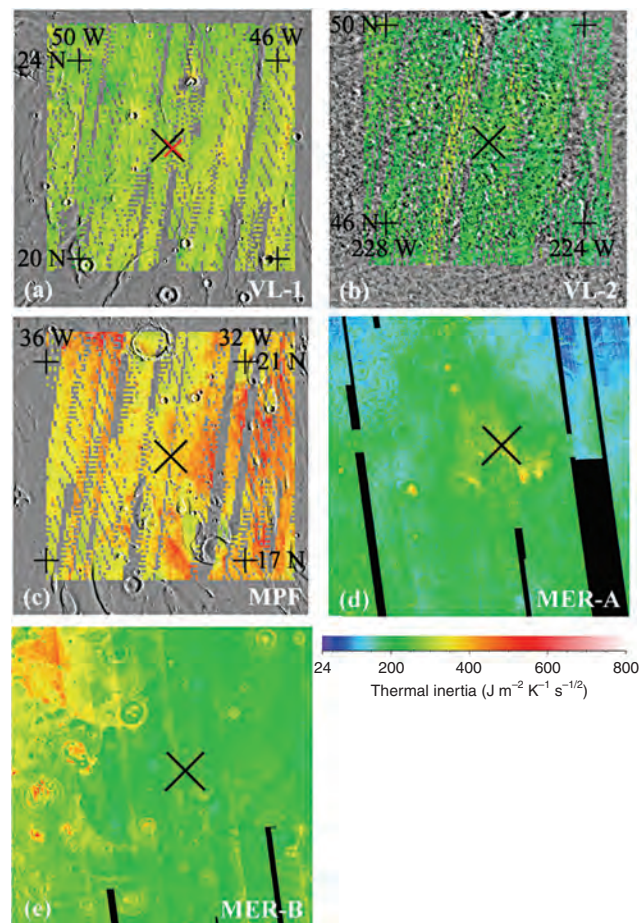 50 W 46 W
24 N
20 N
(a) VL-1
50 N
46 N
228 W 224 W
(b) VL-2
36 W 32 W
21 N
17 N
(c) MPF
(d) MER-A
24 200 400 600 800
Thermal inertia (J m⁻² K⁻¹ s⁻¹/²)
(e) MER-B